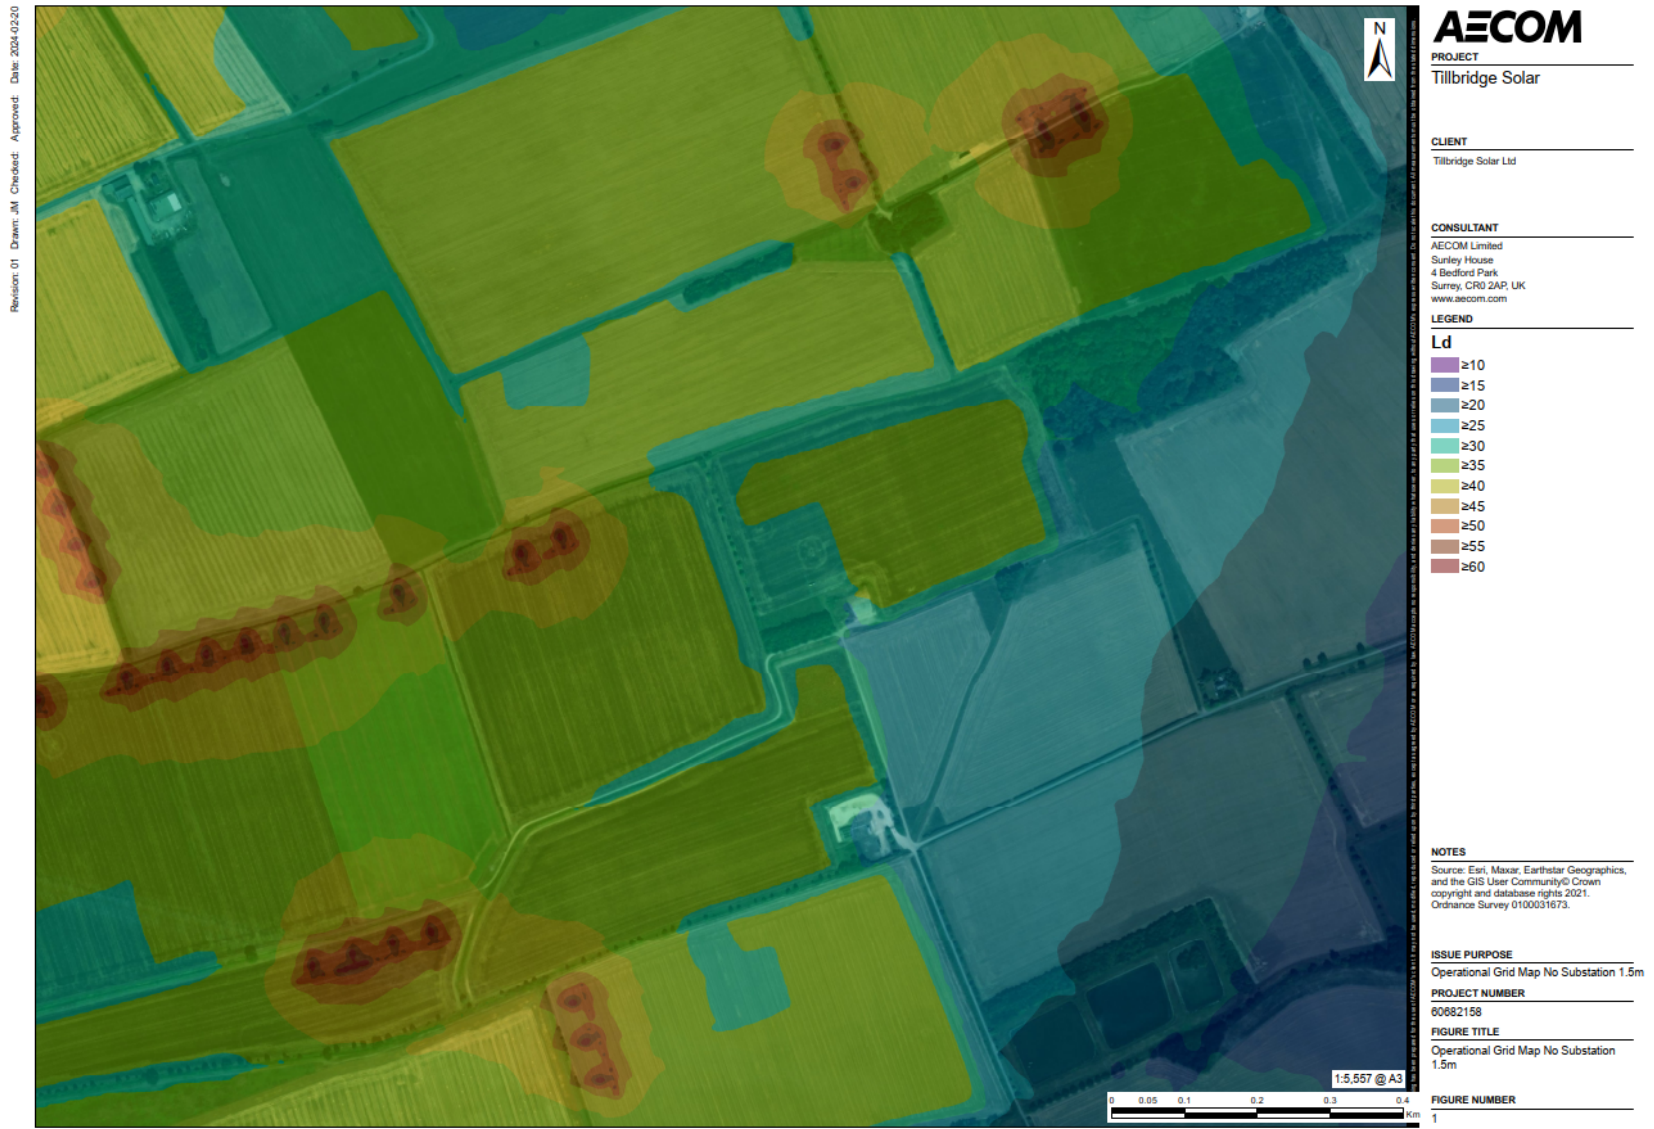 Revision: 01 Drawn: JM Checked: Approved: Date: 2024-02-20
N
1:5,557 @ A3
0 0.05 0.1 0.2 0.3 0.4
Km
AECOM
PROJECT
Tillbridge Solar
CLIENT
Tillbridge Solar Ltd
CONSULTANT
AECOM Limited
Sunley House
4 Bedford Park
Surrey, CR0 2AP, UK
www.aecom.com
LEGEND
Ld
≥10
≥15
≥20
≥25
≥30
≥35
≥40
≥45
≥50
≥55
≥60
NOTES
Source: Esri, Maxar, Earthstar Geographics,
and the GIS User Community© Crown
copyright and database rights 2021.
Ordnance Survey 0100031673.
ISSUE PURPOSE
Operational Grid Map No Substation 1.5m
PROJECT NUMBER
60682158
FIGURE TITLE
Operational Grid Map No Substation
1.5m
FIGURE NUMBER
1